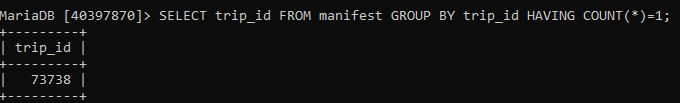 MariaDB [40397870]> SELECT trip_id FROM manifest GROUP BY trip_id HAVING COUNT(*)=1;
+---------+
| trip_id |
+---------+
|   73738 |
+---------+